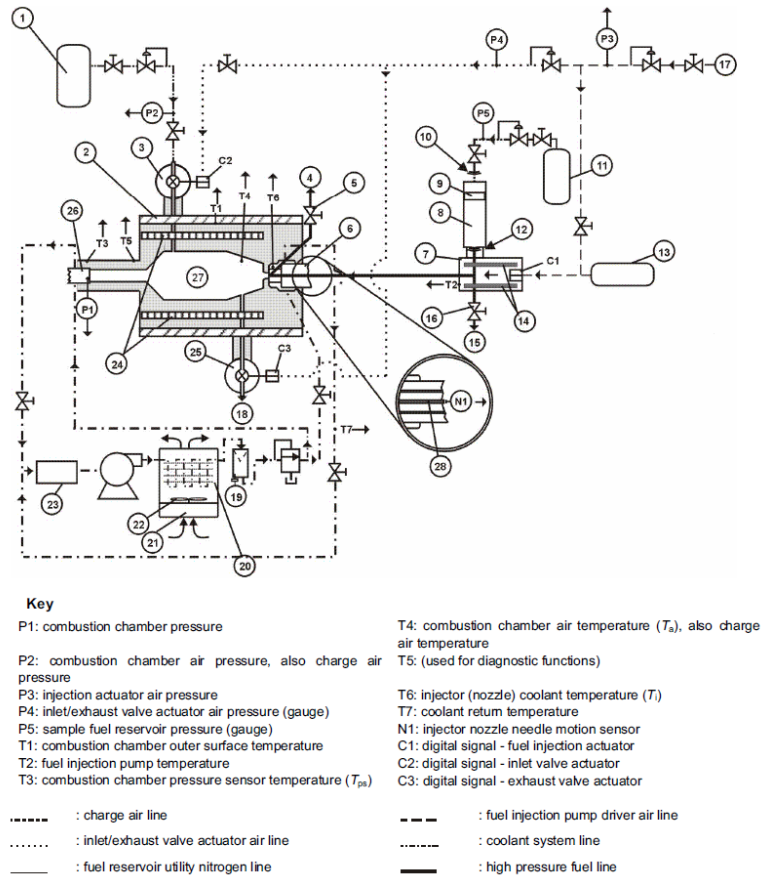 1
P4
P3
17
P2
P5
10
3
C2
4
5
11
2
9
T1
T4
T6
8
26
T3
T5
6
12
7
C1
13
27
T2
P1
16
14
24
25
C3
15
18
T7
N1
28
23
19
22
21
20
Key
P1: combustion chamber pressure
P2: combustion chamber air pressure, also charge air
pressure
P3: injection actuator air pressure
P4: inlet/exhaust valve actuator air pressure (gauge)
P5: sample fuel reservoir pressure (gauge)
T1: combustion chamber outer surface temperature
T2: fuel injection pump temperature
T3: combustion chamber pressure sensor temperature (Tps)
T4: combustion chamber air temperature (Ta), also charge
air temperature
T5: (used for diagnostic functions)
T6: injector (nozzle) coolant temperature (Ti)
T7: coolant return temperature
N1: injector nozzle needle motion sensor
C1: digital signal - fuel injection actuator
C2: digital signal - inlet valve actuator
C3: digital signal - exhaust valve actuator
: charge air line
: inlet/exhaust valve actuator air line
: fuel reservoir utility nitrogen line
: fuel injection pump driver air line
: coolant system line
: high pressure fuel line